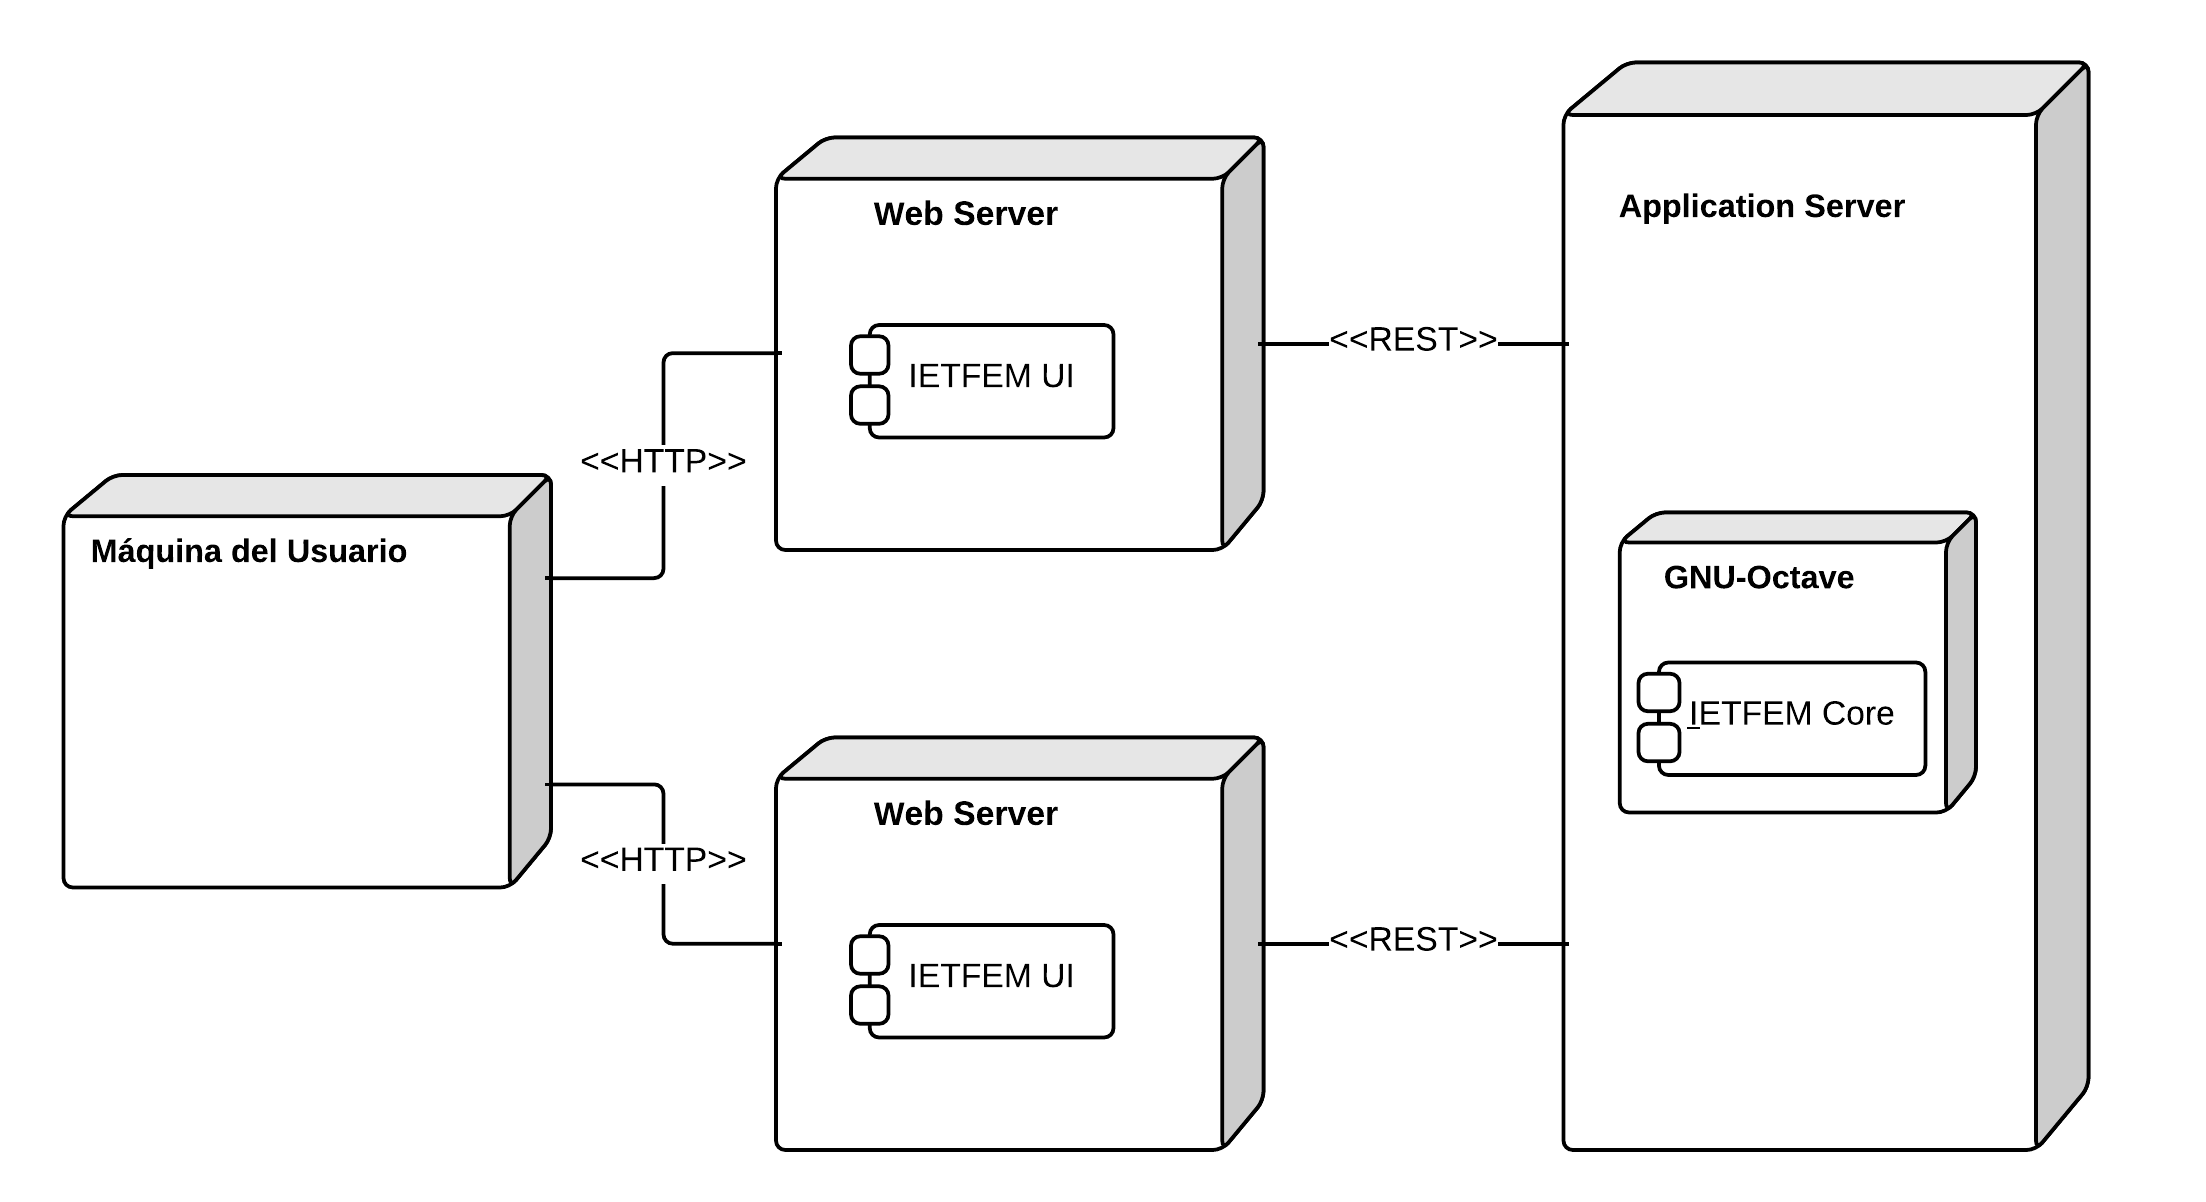 Web Server
IETFEM UI
<<HTTP>>
Máquina del Usuario
<<HTTP>>
Web Server
IETFEM UI
<<REST>>
<<REST>>
Application Server
GNU-Octave
IETFEM Core